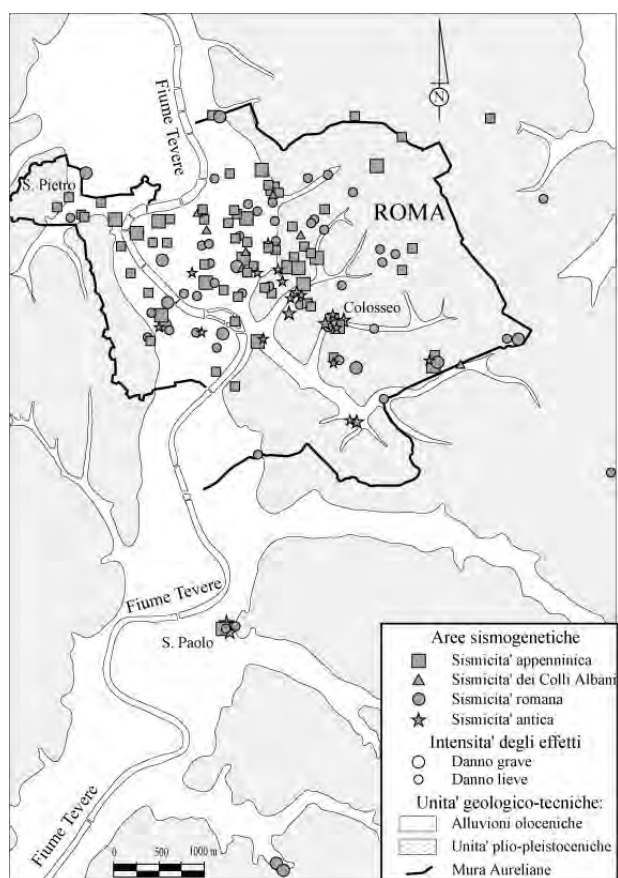 Fiume Tevere
N
S. Pietro
ROMA
Colosseo
Fiume Tevere
S. Paolo
Fiume Tevere
0 500 1000 m
Aree sismogenetiche
Sismicita' appenninica
Sismicita' dei Colli Albani
Sismicita' romana
Sismicita' antica
Intensita' degli effetti
Danno grave
Danno lieve
Unita' geologico-tecniche:
Alluvioni oloceniche
Unita' plio-pleistoceniche
Mura Aureliane